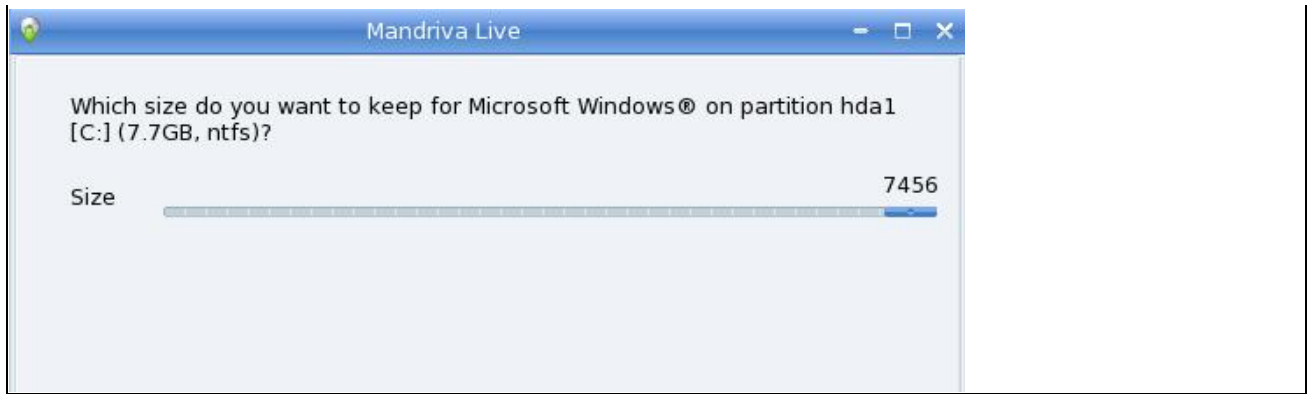 Mandriva Live
Which size do you want to keep for Microsoft Windows® on partition hda1
[C:] (7.7GB, ntfs)?
7456
Size